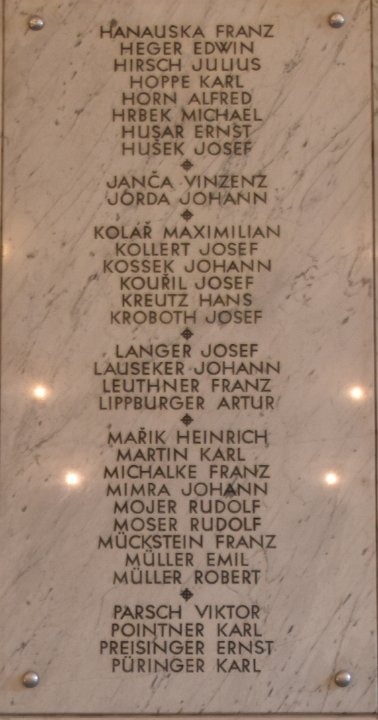 HANAUSKA FRANZ
HEGER EDWIN
HIRSCH JULIUS
HOPPE KARL
HORN ALFRED
HRBEK MICHAEL
HUSAR ERNST
HUŠEK JOSEF
JANČA VINZENZ
JORDA JOHANN
KOLAŘ MAXIMILIAN
KOLLERT JOSEF
KOSSEK JOHANN
KOUŘIL JOSEF
KREUTZ HANS
KROBOTH JOSEF
LANGER JOSEF
LAUSEKER JOHANN
LEUTHNER FRANZ
LIPPBURGER ARTUR
MAŘIK HEINRICH
MARTIN KARL
MICHALKE FRANZ
MIMRA JOHANN
MOJER RUDOLF
MOSER RUDOLF
MÜCKSTEIN FRANZ
MÜLLER EMIL
MÜLLER ROBERT
PARSCH VIKTOR
POINTNER KARL
PREISINGER ERNST
PÜRINGER KARL